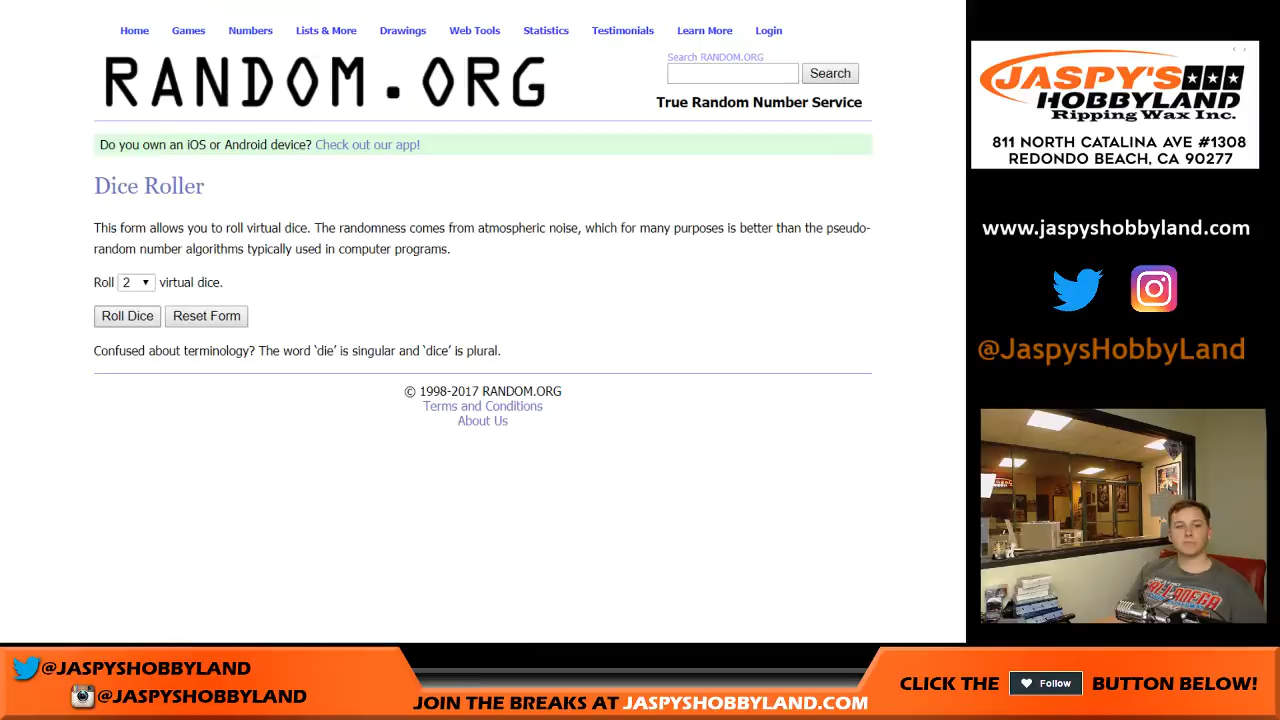 Home Games Numbers Lists & More Drawings Web Tools Statistics Testimonials Learn More Login
RANDOM.ORG
Search RANDOM.ORG
Search
True Random Number Service
Do you own an iOS or Android device? Check out our app!
Dice Roller
This form allows you to roll virtual dice. The randomness comes from atmospheric noise, which for many purposes is better than the pseudo-
random number algorithms typically used in computer programs.
Roll 2 virtual dice.
Roll Dice Reset Form
Confused about terminology? The word ‘die’ is singular and ‘dice’ is plural.
© 1998-2017 RANDOM.ORG
Terms and Conditions
About Us
JASPY'S
HOBBYLAND
Ripping Wax Inc.
811 NORTH CATALINA AVE #1308
REDONDO BEACH, CA 90277
www.jaspyshobbyland.com
@JaspysHobbyLand
TALLADEGA
@JASPYSHOBBYLAND
@JASPYSHOBBYLAND
JOIN THE BREAKS AT JASPYSHOBBYLAND.COM
CLICK THE Follow BUTTON BELOW!